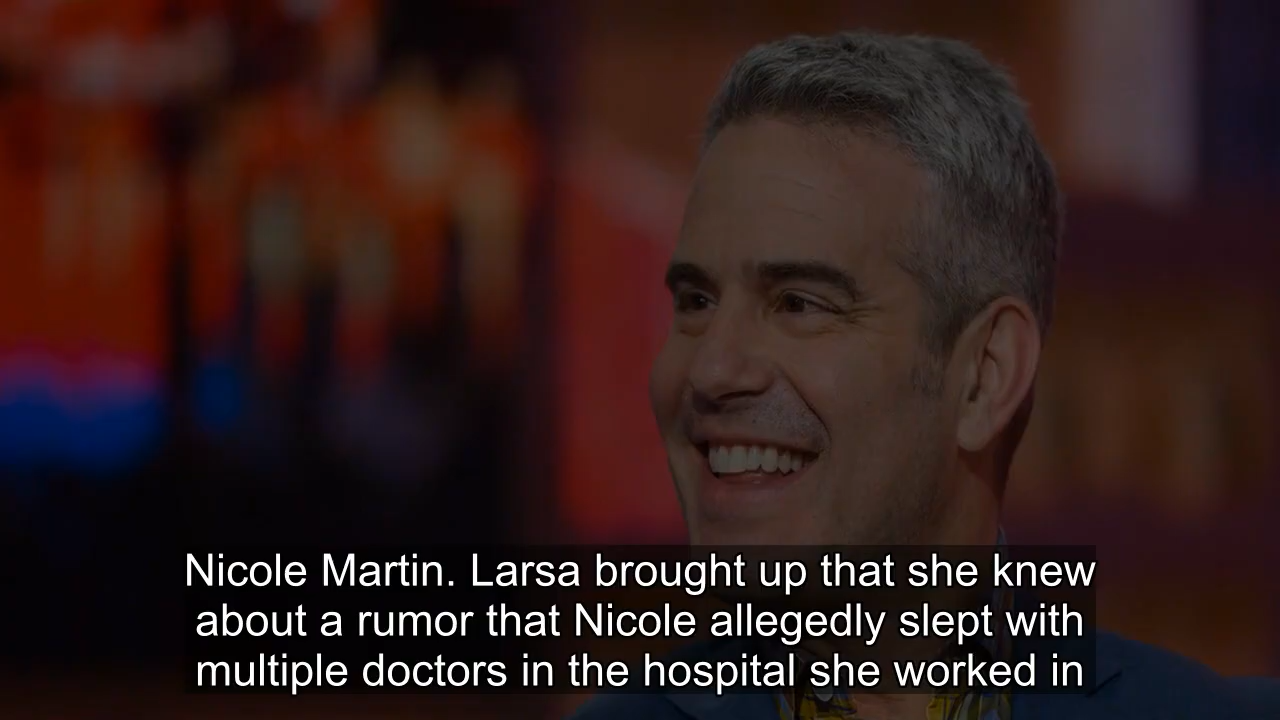 Nicole Martin. Larsa brought up that she knew
about a rumor that Nicole allegedly slept with
multiple doctors in the hospital she worked in